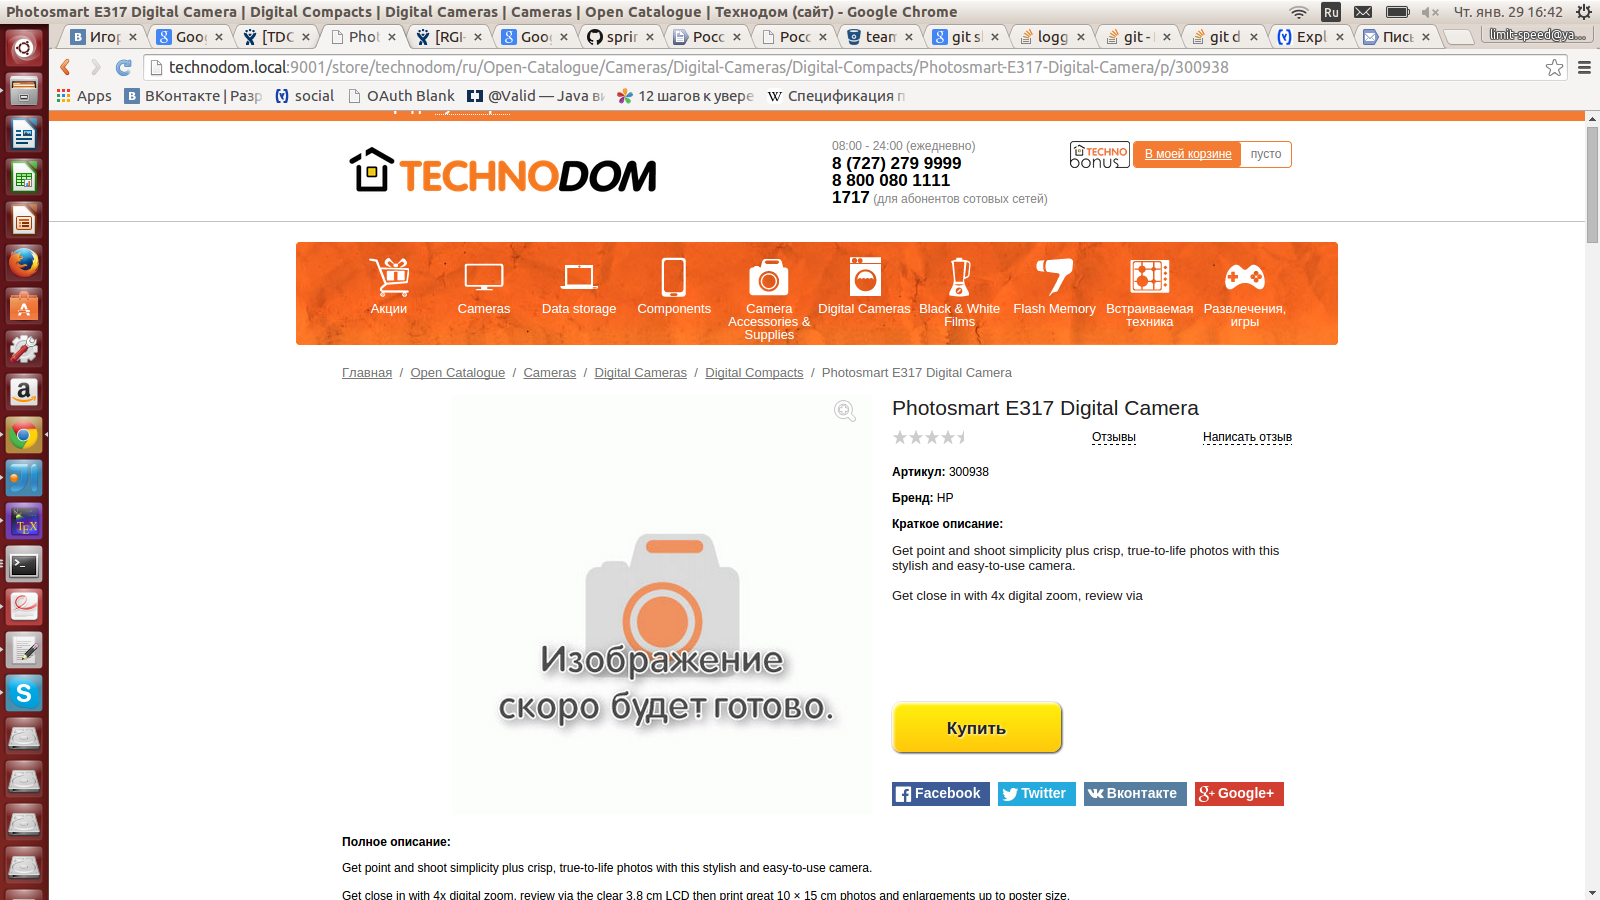 Photosmart E317 Digital Camera | Digital Compacts | Digital Cameras | Cameras | Open Catalogue | Технодом (сайт) - Google Chrome
Ru
Чт. янв. 29 16:42
Игор
Goog
[TDC
Phot
[RGI-
Goog
sprin
Росс
Росс
team
git sl
logg
git - 
git d
Expl
Пись
limit-speed@ya...
technodom.local:9001/store/technodom/ru/Open-Catalogue/Cameras/Digital-Cameras/Digital-Compacts/Photosmart-E317-Digital-Camera/p/300938
Apps
ВКонтакте | Разр
social
OAuth Blank
@Valid — Java ви
12 шагов к увере
Спецификация п
TECHNODOM
08:00 - 24:00 (ежедневно)
8 (727) 279 9999
8 800 080 1111
1717 (для абонентов сотовых сетей)
TECHNO
bonus
В моей корзине
пусто
Акции
Cameras
Data storage
Components
Camera Accessories & Supplies
Digital Cameras
Black & White Films
Flash Memory
Встраиваемая техника
Развлечения, игры
Главная / Open Catalogue / Cameras / Digital Cameras / Digital Compacts / Photosmart E317 Digital Camera
Photosmart E317 Digital Camera
Отзывы
Написать отзыв
Артикул: 300938
Бренд: HP
Краткое описание:
Get point and shoot simplicity plus crisp, true-to-life photos with this
stylish and easy-to-use camera.
Get close in with 4x digital zoom, review via
Изображение
скоро будет готово.
Купить
Facebook
Twitter
Вконтакте
Google+
Полное описание:
Get point and shoot simplicity plus crisp, true-to-life photos with this stylish and easy-to-use camera.
Get close in with 4x digital zoom, review via the clear 3.8 cm LCD then print great 10 × 15 cm photos and enlargements up to poster size.